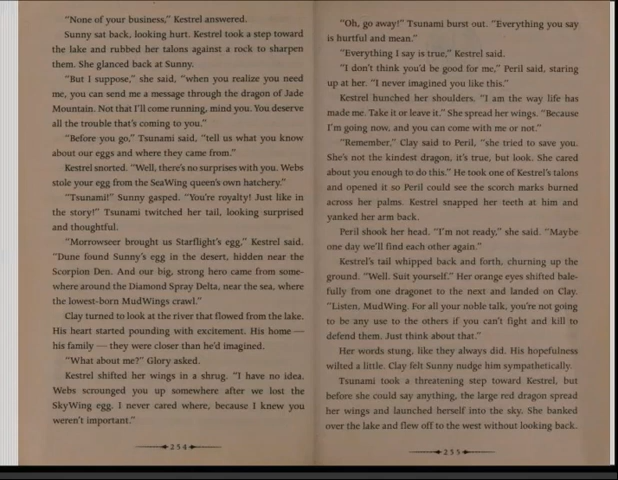 "None of your business," Kestrel answered.
Sunny sat back, looking hurt. Kestrel took a step toward
the lake and rubbed her talons against a rock to sharpen
them. She glanced back at Sunny.
"But I suppose," she said, "when you realize you need
me, you can send me a message through the dragon of Jade
Mountain. Not that I'll come running, mind you. You deserve
all the trouble that's coming to you."
"Before you go," Tsunami said, "tell us what you know
about our eggs and where they came from."
Kestrel snorted. "Well, there's no surprises with you. Webs
stole your egg from the SeaWing queen's own hatchery."
"Tsunami!" Sunny gasped. "You're royalty! Just like in
the story!" Tsunami twitched her tail, looking surprised
and thoughtful.
"Morrowseer brought us Starflight's egg," Kestrel said.
"Dune found Sunny's egg in the desert, hidden near the
Scorpion Den. And our big, strong hero came from some-
where around the Diamond Spray Delta, near the sea, where
the lowest-born MudWings crawl."
Clay turned to look at the river that flowed from the lake.
His heart started pounding with excitement. His home —
his family — they were closer than he'd imagined.
"What about me?" Glory asked.
Kestrel shifted her wings in a shrug. "I have no idea.
Webs scrounged you up somewhere after we lost the
SkyWing egg. I never cared where, because I knew you
weren't important."
254
"Oh, go away!" Tsunami burst out. "Everything you say
is hurtful and mean."
"Everything I say is true," Kestrel said.
"I don't think you'd be good for me," Peril said, staring
up at her. "I never imagined you like this."
Kestrel hunched her shoulders. "I am the way life has
made me. Take it or leave it." She spread her wings. "Because
I'm going now, and you can come with me or not."
"Remember," Clay said to Peril, "she tried to save you.
She's not the kindest dragon, it's true, but look. She cared
about you enough to do this." He took one of Kestrel's talons
and opened it so Peril could see the scorch marks burned
across her palms. Kestrel snapped her teeth at him and
yanked her arm back.
Peril shook her head. "I'm not ready," she said. "Maybe
one day we'll find each other again."
Kestrel's tail whipped back and forth, churning up the
ground. "Well. Suit yourself." Her orange eyes shifted bale-
fully from one dragonet to the next and landed on Clay.
"Listen, MudWing. For all your noble talk, you're not going
to be any use to the others if you can't fight and kill to
defend them. Just think about that."
Her words stung, like they always did. His hopefulness
wilted a little. Clay felt Sunny nudge him sympathetically.
Tsunami took a threatening step toward Kestrel, but
before she could say anything, the large red dragon spread
her wings and launched herself into the sky. She banked
over the lake and flew off to the west without looking back.
255